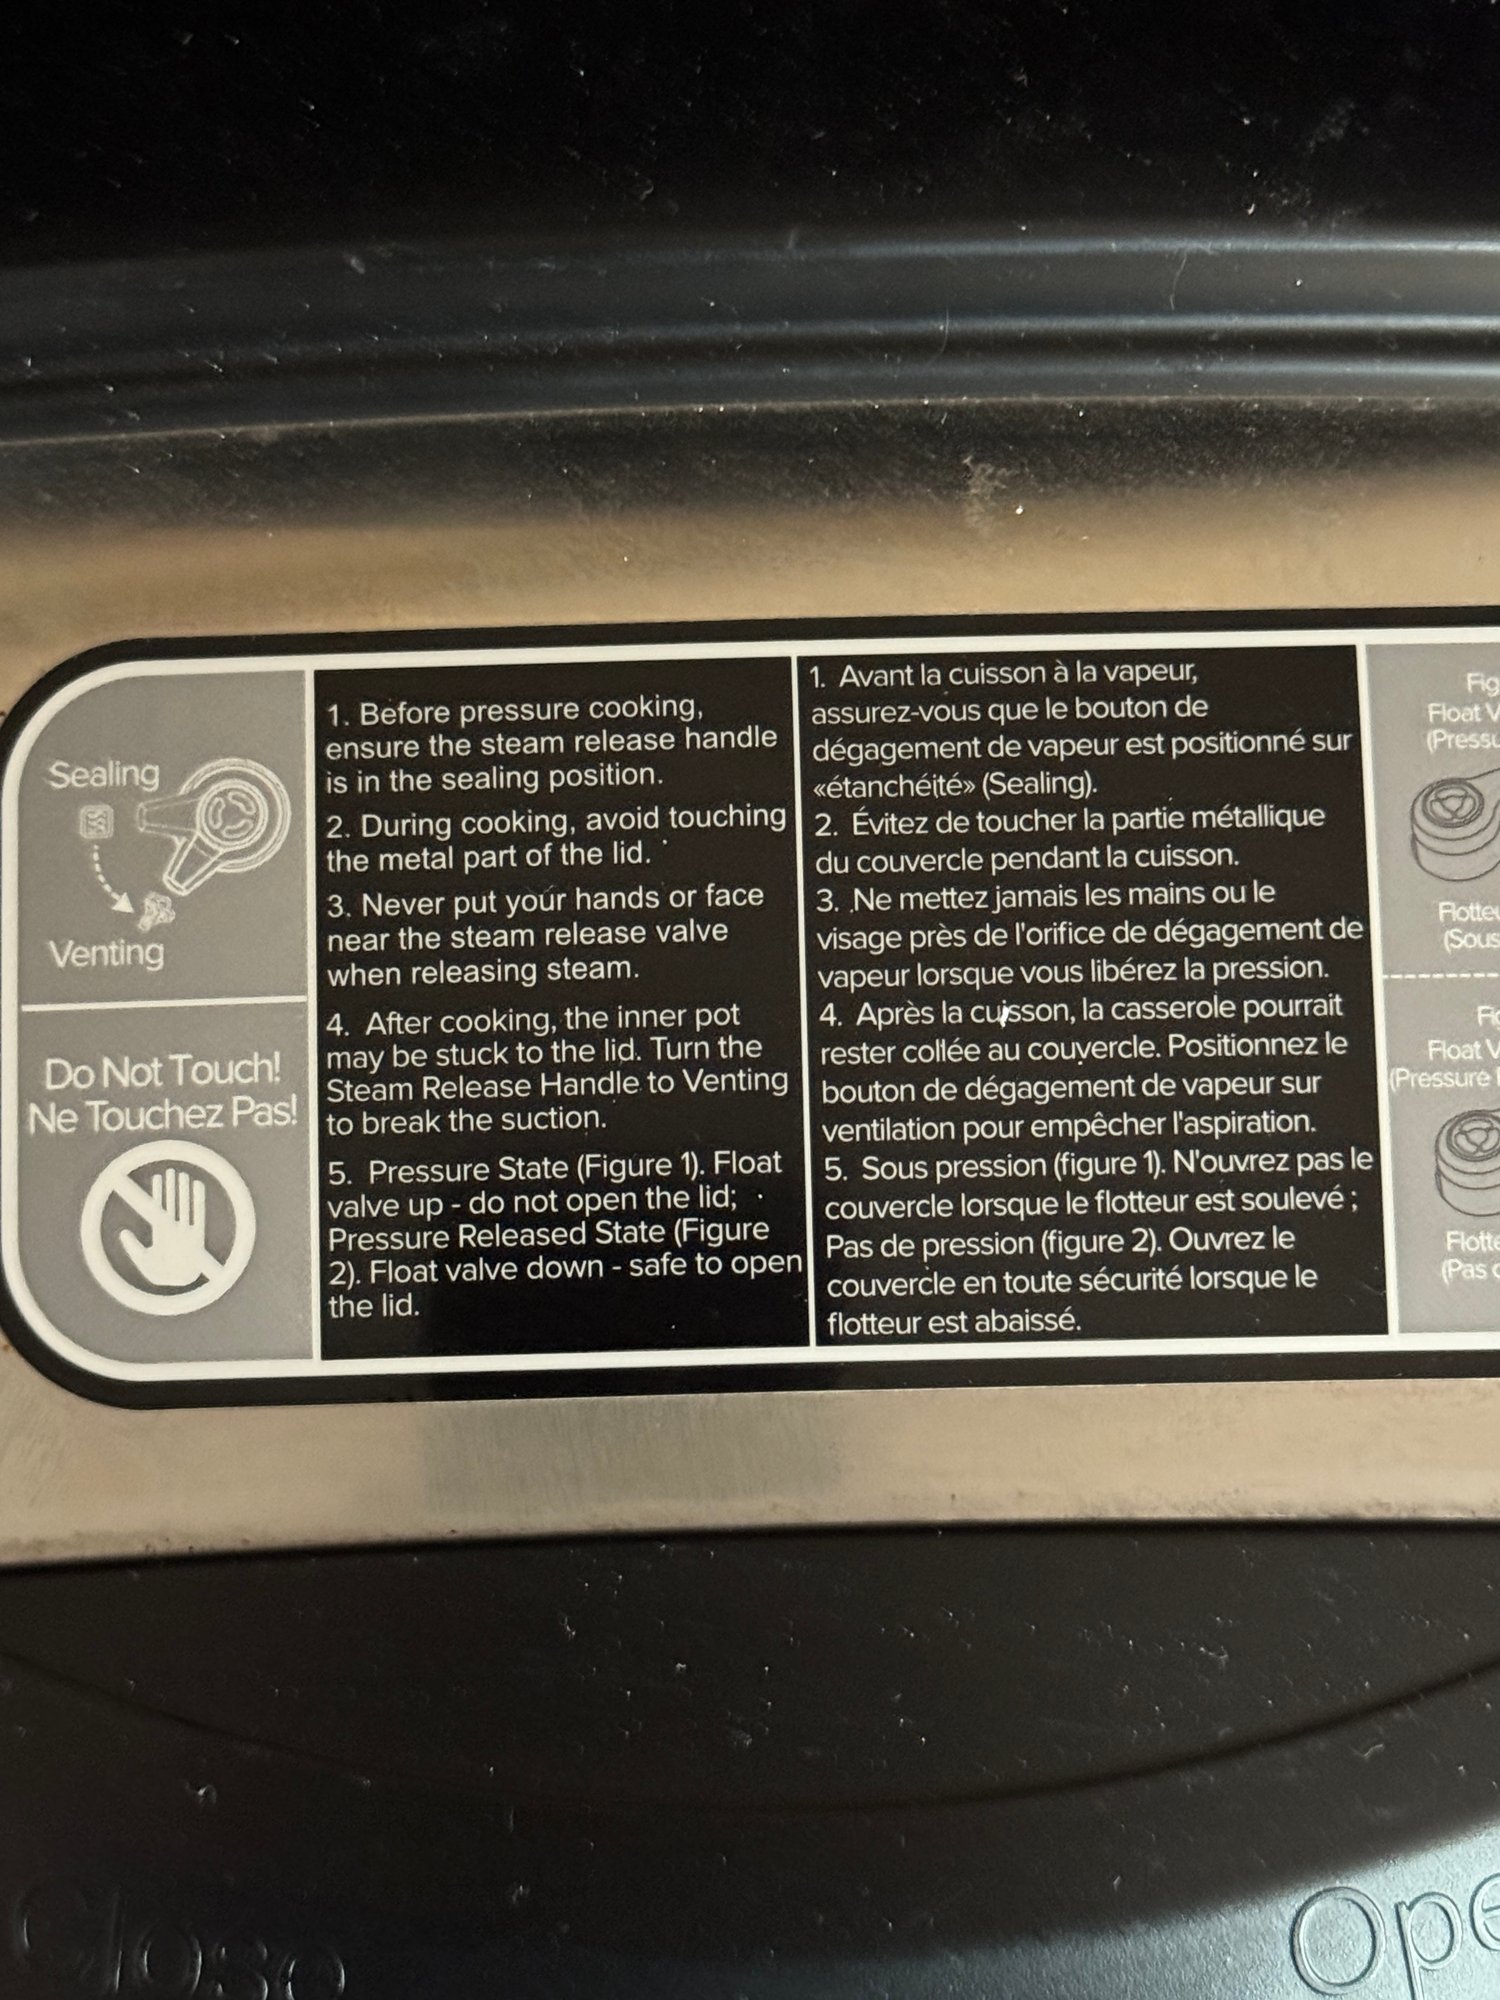 Sealing
Venting
Do Not Touch!
Ne Touchez Pas!
1. Before pressure cooking,
ensure the steam release handle
is in the sealing position.
2. During cooking, avoid touching
the metal part of the lid.
3. Never put your hands or face
near the steam release valve
when releasing steam.
4. After cooking, the inner pot
may be stuck to the lid. Turn the
Steam Release Handle to Venting
to break the suction.
5. Pressure State (Figure 1). Float
valve up - do not open the lid;
Pressure Released State (Figure
2). Float valve down - safe to open
the lid.
1. Avant la cuisson à la vapeur,
assurez-vous que le bouton de
dégagement de vapeur est positionné sur
«étanchéité» (Sealing).
2. Évitez de toucher la partie métallique
du couvercle pendant la cuisson.
3. Ne mettez jamais les mains ou le
visage près de l'orifice de dégagement de
vapeur lorsque vous libérez la pression.
4. Après la cuisson, la casserole pourrait
rester collée au couvercle. Positionnez le
bouton de dégagement de vapeur sur
ventilation pour empêcher l'aspiration.
5. Sous pression (figure 1). N'ouvrez pas le
couvercle lorsque le flotteur est soulevé ;
Pas de pression (figure 2). Ouvrez le
couvercle en toute sécurité lorsque le
flotteur est abaissé.
Float
Float
(Pressure
(Pas
Close